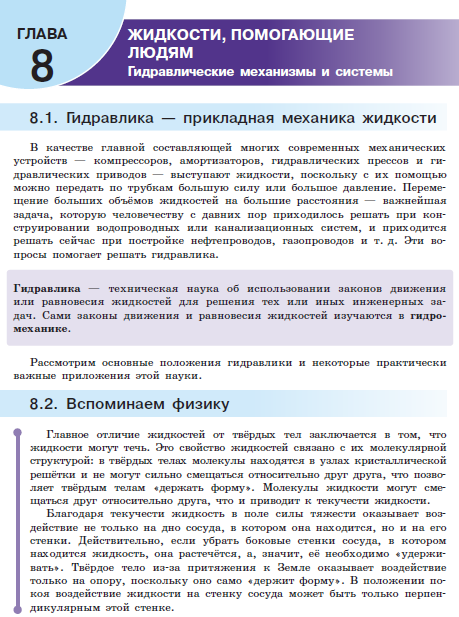 ГЛАВА
8
ЖИДКОСТИ, ПОМОГАЮЩИЕ
ЛЮДЯМ
Гидравлические механизмы и системы
8.1. Гидравлика — прикладная механика жидкости
В качестве главной составляющей многих современных механических
устройств — компрессоров, амортизаторов, гидравлических прессов и ги-
дравлических приводов — выступают жидкости, поскольку с их помощью
можно передать по трубкам большую силу или большое давление. Переме-
щение больших объёмов жидкостей на большие расстояния — важнейшая
задача, которую человечеству с давних пор приходилось решать при кон-
струировании водопроводных или канализационных систем, и приходится
решать сейчас при постройке нефтепроводов, газопроводов и т. д. Эти во-
просы помогает решать гидравлика.
Гидравлика — техническая наука об использовании законов движения
или равновесия жидкостей для решения тех или иных инженерных за-
дач. Сами законы движения и равновесия жидкостей изучаются в гидро-
механике.
Рассмотрим основные положения гидравлики и некоторые практически
важные приложения этой науки.
8.2. Вспоминаем физику
Главное отличие жидкостей от твёрдых тел заключается в том, что
жидкости могут течь. Это свойство жидкостей связано с их молекулярной
структурой: в твёрдых телах молекулы находятся в узлах кристаллической
решётки и не могут сильно смещаться относительно друг друга, что позво-
ляет твёрдым телам «держать форму». Молекулы жидкости могут сме-
щаться друг относительно друга, что и приводит к текучести жидкости.
Благодаря текучести жидкость в поле силы тяжести оказывает воз-
действие не только на дно сосуда, в котором она находится, но и на его
стенки. Действительно, если убрать боковые стенки сосуда, в котором
находится жидкость, она растечётся, а, значит, её необходимо «удержи-
вать». Твёрдое тело из-за притяжения к Земле оказывает воздействие
только на опору, поскольку оно само «держит форму». В положении по-
коя воздействие жидкости на стенку сосуда может быть только перпен-
дикулярным этой стенке.